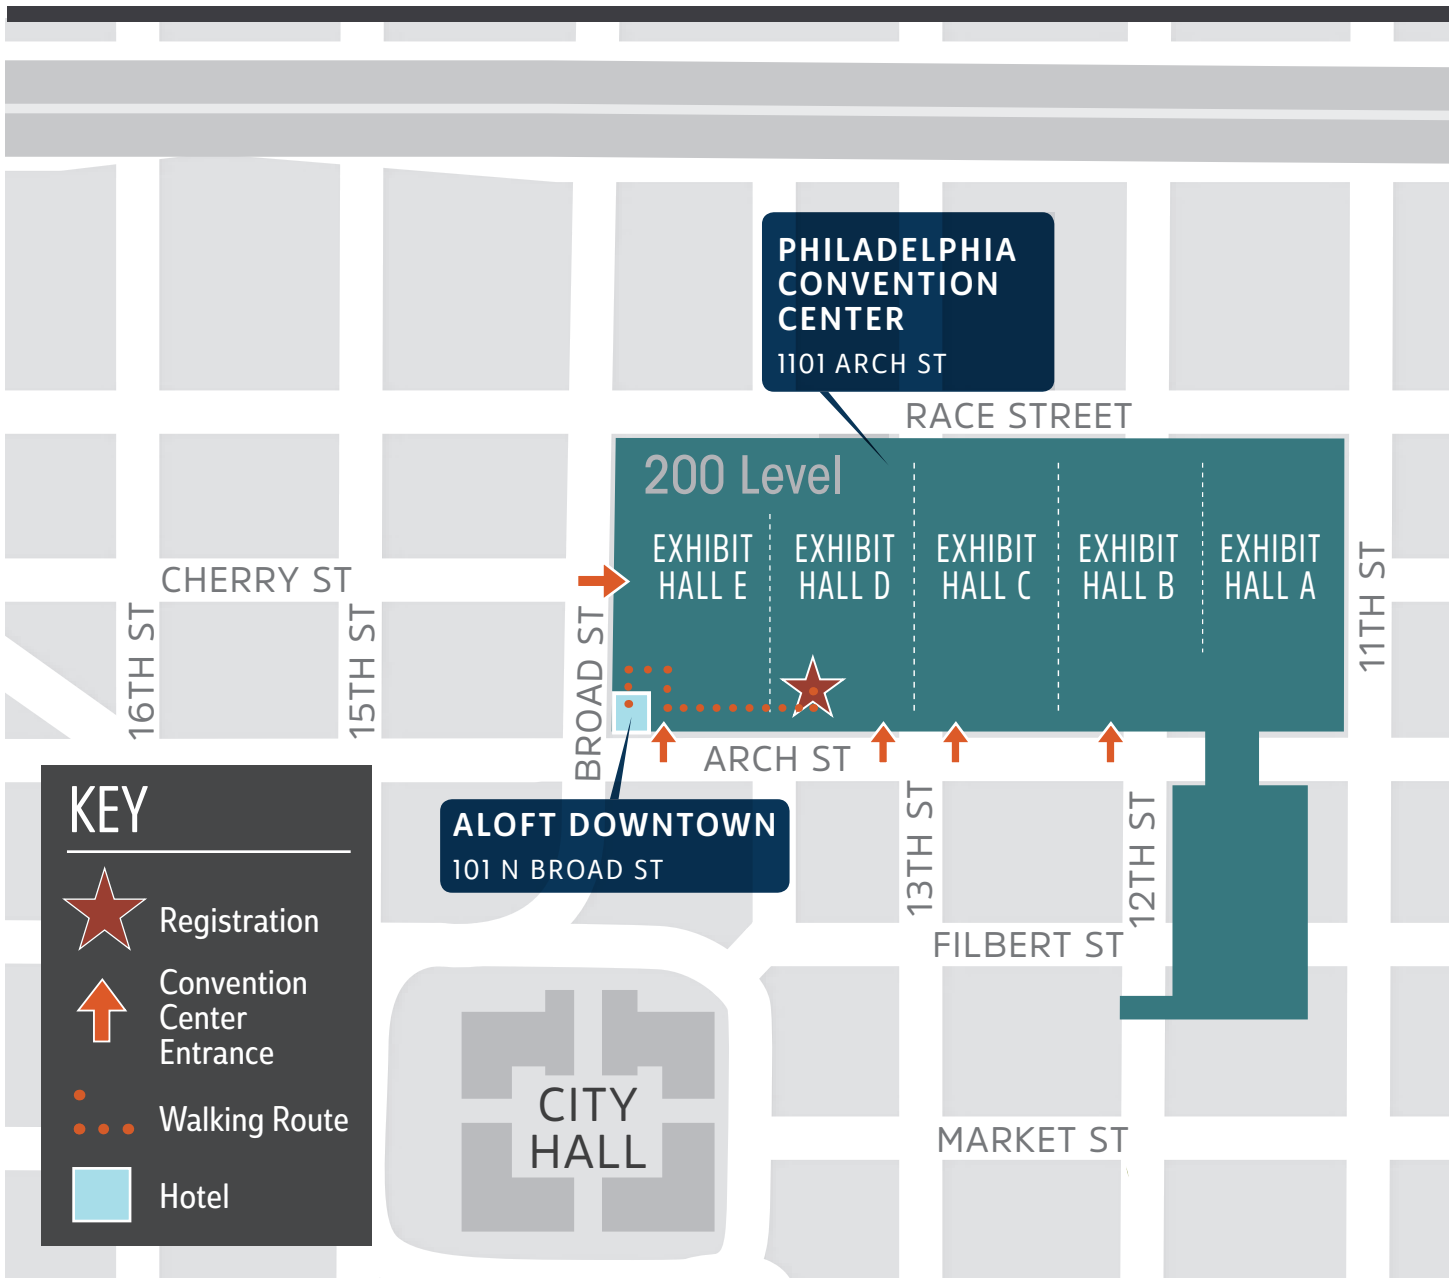 PHILADELPHIA
CONVENTION
CENTER
1101 ARCH ST
RACE STREET
200 Level
EXHIBIT
HALL E
EXHIBIT
HALL D
EXHIBIT
HALL C
EXHIBIT
HALL B
EXHIBIT
HALL A
CHERRY ST
16TH ST
15TH ST
BROAD ST
11TH ST
ARCH ST
ALOFT DOWNTOWN
101 N BROAD ST
13TH ST
12TH ST
FILBERT ST
CITY
HALL
MARKET ST
KEY
Registration
Convention
Center
Entrance
Walking Route
Hotel